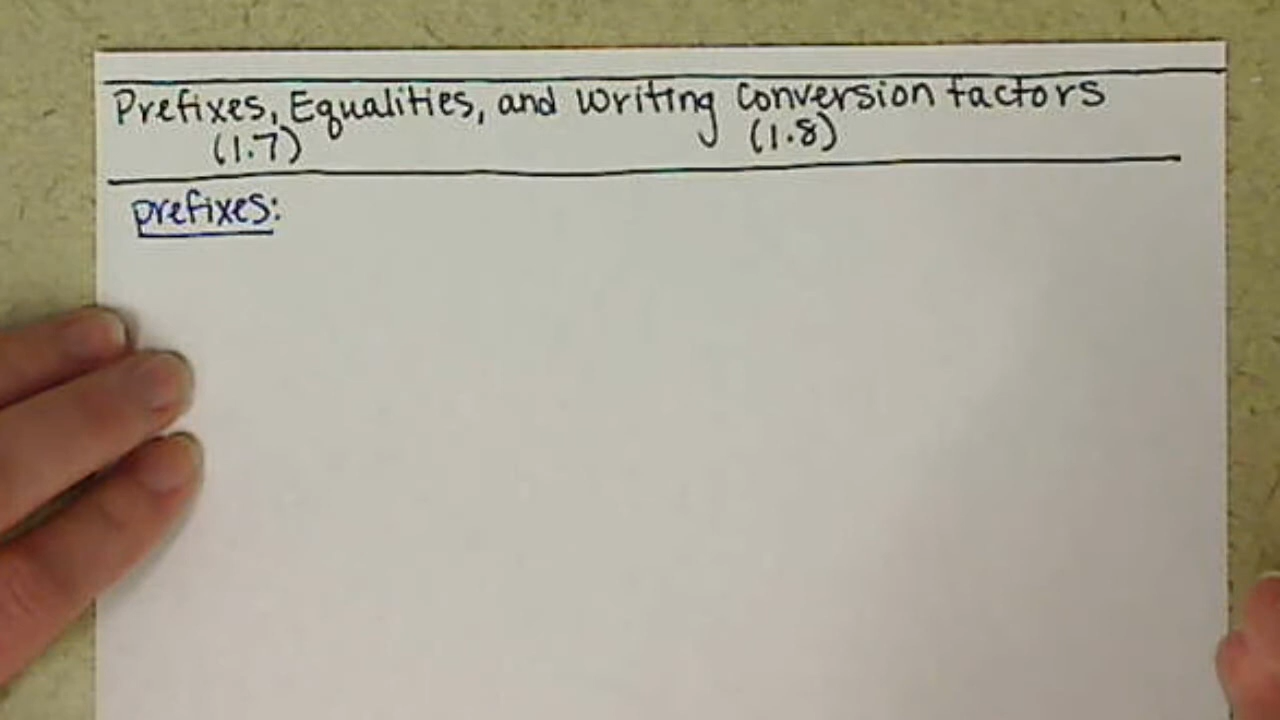 Prefixes, Equalities, and writing conversion factors
(1.7) (1.8)
prefixes: